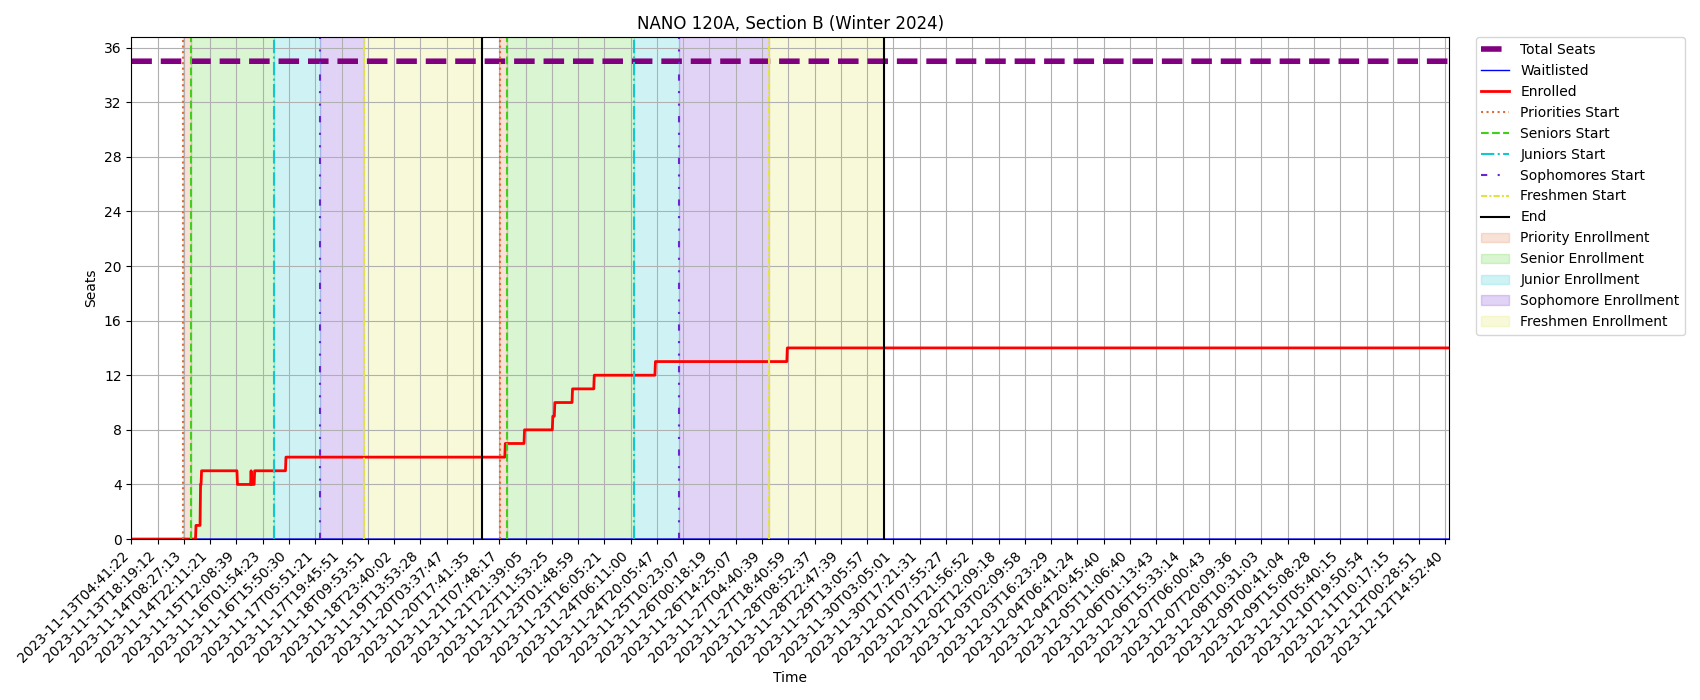 NANO 120A, Section B (Winter 2024)
36
32
28
24
20
16
12
8
4
0
Seats
2023-11-13T04:41:22
2023-11-13T18:19:12
2023-11-14T08:27:13
2023-11-14T22:11:21
2023-11-15T12:08:39
2023-11-16T01:54:23
2023-11-16T15:50:30
2023-11-17T05:51:21
2023-11-17T19:45:51
2023-11-18T09:53:51
2023-11-18T23:40:02
2023-11-19T13:53:28
2023-11-20T03:37:47
2023-11-20T17:41:35
2023-11-21T07:48:17
2023-11-21T21:39:05
2023-11-22T11:53:25
2023-11-23T01:48:59
2023-11-23T16:05:21
2023-11-24T06:11:00
2023-11-24T20:05:47
2023-11-25T10:23:07
2023-11-26T00:18:19
2023-11-26T14:25:07
2023-11-27T04:40:39
2023-11-27T18:40:59
2023-11-28T08:52:37
2023-11-28T22:47:39
2023-11-29T13:05:57
2023-11-30T03:05:01
2023-11-30T17:21:31
2023-12-01T07:55:27
2023-12-01T21:56:52
2023-12-02T12:09:18
2023-12-03T02:09:58
2023-12-03T16:23:29
2023-12-04T06:41:24
2023-12-04T20:45:40
2023-12-05T11:06:40
2023-12-06T01:13:43
2023-12-06T15:33:14
2023-12-07T06:00:43
2023-12-07T20:09:36
2023-12-08T10:31:03
2023-12-09T00:41:04
2023-12-09T15:08:28
2023-12-10T05:40:15
2023-12-10T19:50:54
2023-12-11T10:17:15
2023-12-12T00:28:51
2023-12-12T14:52:40
Time
Total Seats
Waitlisted
Enrolled
Priorities Start
Seniors Start
Juniors Start
Sophomores Start
Freshmen Start
End
Priority Enrollment
Senior Enrollment
Junior Enrollment
Sophomore Enrollment
Freshmen Enrollment